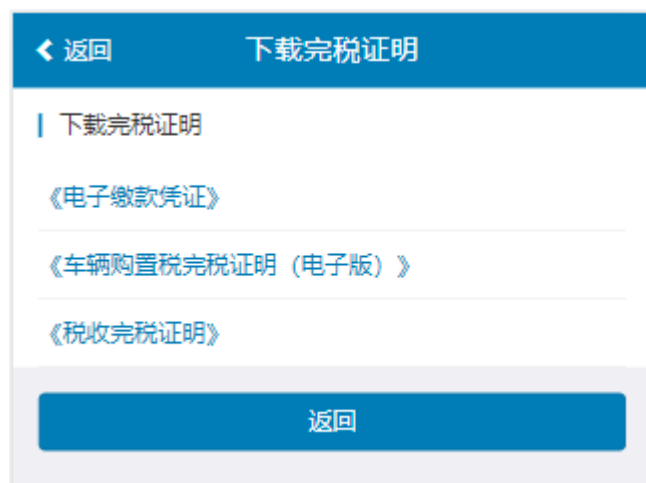 返回 下载完税证明
下载完税证明
《电子缴款凭证》
《车辆购置税完税证明（电子版）》
《税收完税证明》
返回